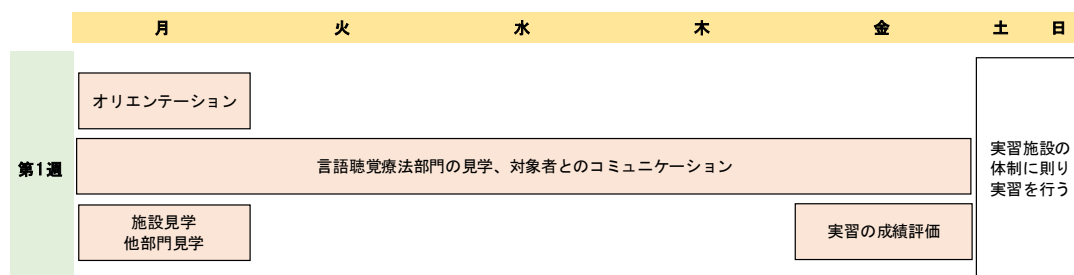 月 火 水 木 金 土 日
オリエンテーション
第1週
言語聴覚療法部門の見学、対象者とのコミュニケーション
施設見学
他部門見学
実習の成績評価
実習施設の
体制に則り
実習を行う